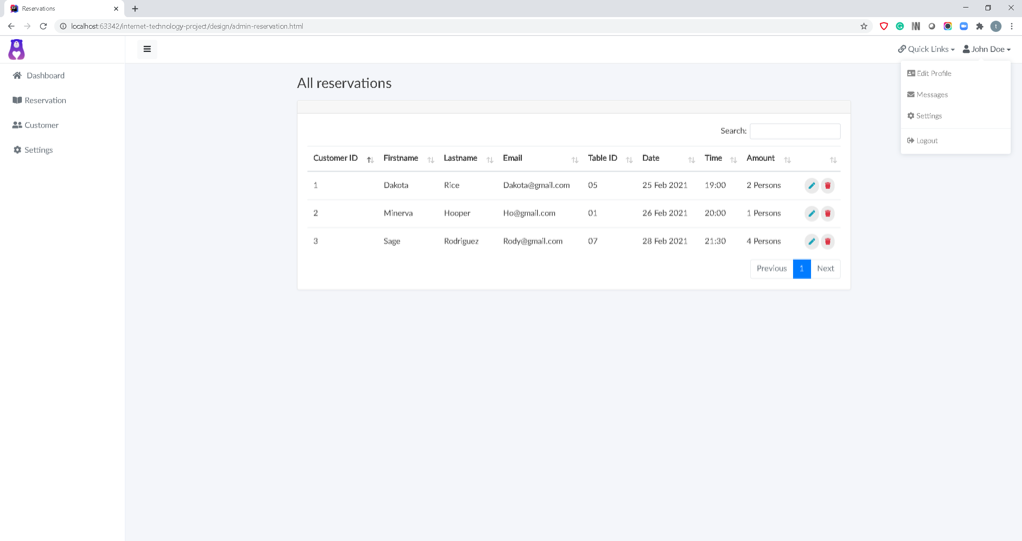 Reservations
localhost:63342/internet-technology-project/design/admin-reservation.html
Quick Links
John Doe
Edit Profile
Messages
Settings
Logout
Dashboard
Reservation
Customer
Settings
All reservations
Search:
Customer ID Firstname Lastname Email Table ID Date Time Amount
1 Dakota Rice Dakota@gmail.com 05 25 Feb 2021 19:00 2 Persons
2 Minerva Hooper Ho@gmail.com 01 26 Feb 2021 20:00 1 Persons
3 Sage Rodriguez Rody@gmail.com 07 28 Feb 2021 21:30 4 Persons
Previous 1 Next